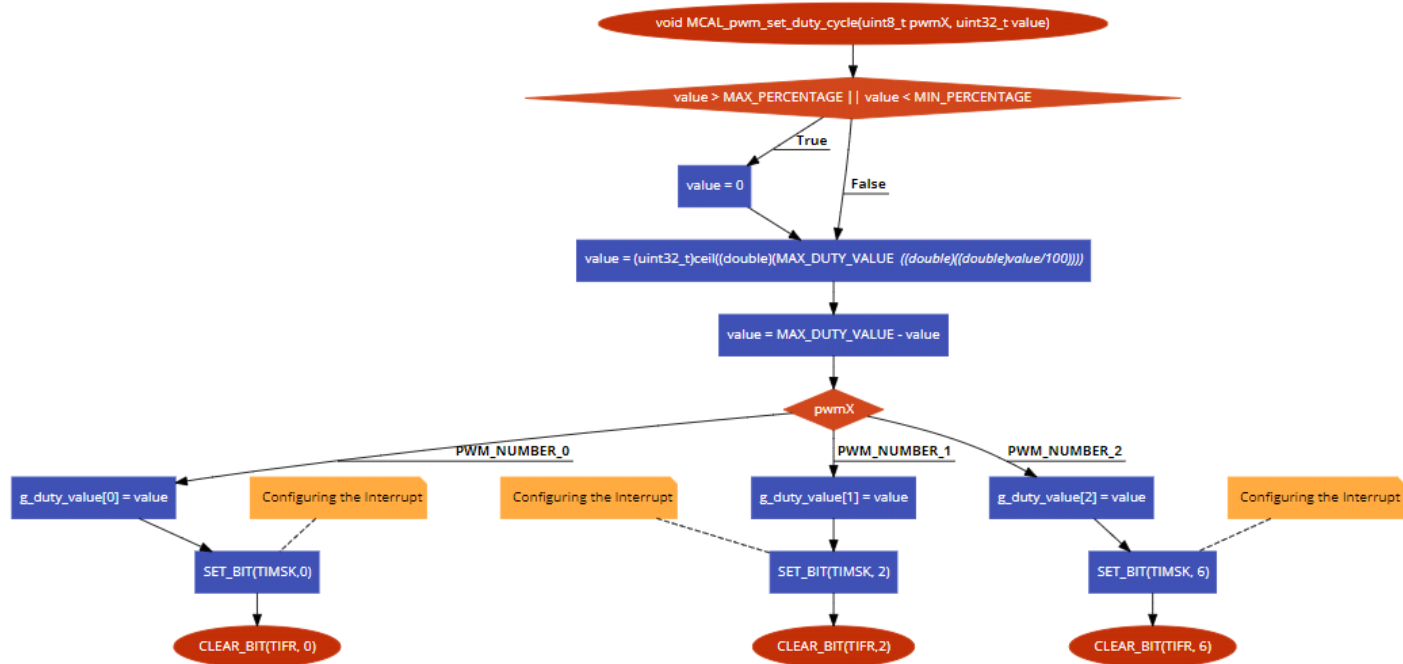 void MCAL_pwm_set_duty_cycle(uint8_t pwmX, uint32_t value)
value > MAX_PERCENTAGE || value < MIN_PERCENTAGE
True
value = 0
False
value = (uint32_t)ceil((double)(MAX_DUTY_VALUE ((double)((double)value/100))))
value = MAX_DUTY_VALUE - value
pwmX
PWM_NUMBER_0
PWM_NUMBER_1
PWM_NUMBER_2
g_duty_value[0] = value
Configuring the Interrupt
Configuring the Interrupt
g_duty_value[1] = value
g_duty_value[2] = value
Configuring the Interrupt
SET_BIT(TIMSK,0)
SET_BIT(TIMSK, 2)
SET_BIT(TIMSK, 6)
CLEAR_BIT(TIFR, 0)
CLEAR_BIT(TIFR,2)
CLEAR_BIT(TIFR, 6)